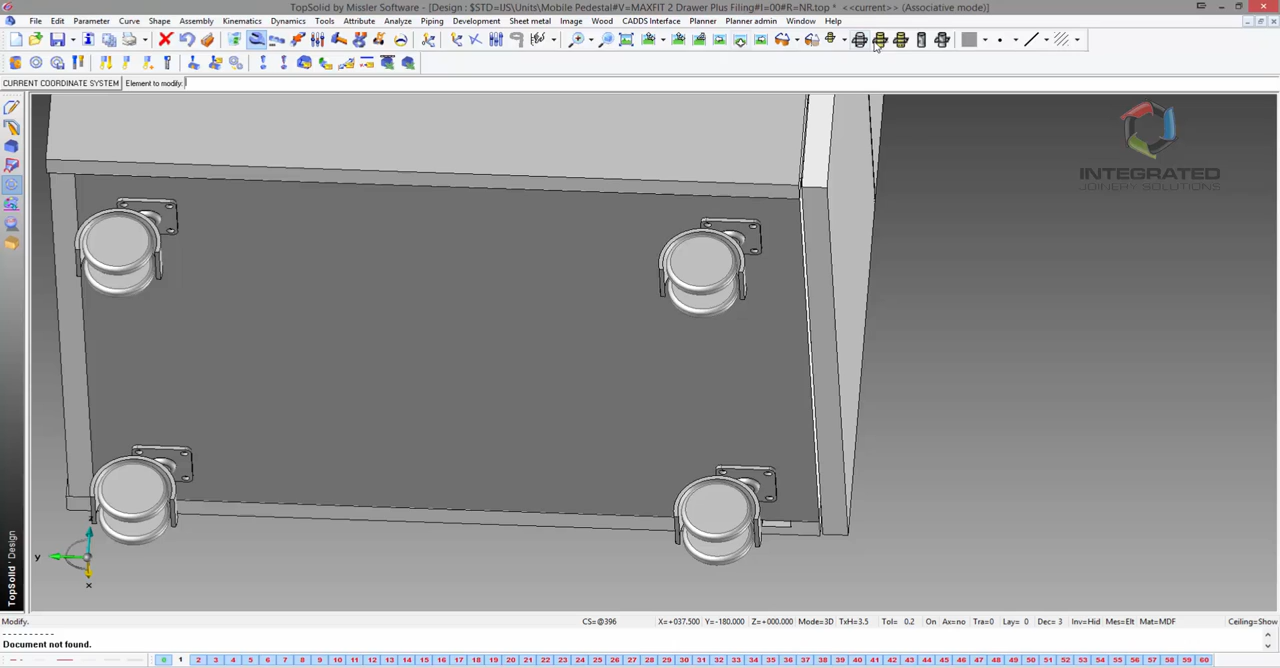 TopSolid by Missler Software - [Design : $STD=IJS\Units\Mobile Pedestal#V=MAXFIT 2 Drawer Plus Filing#I=00#R=NR.top * <<current>> (Associative mode)]
File Edit Parameter Curve Shape Assembly Kinematics Dimensions Tools Attribute Analyze Piping Development Sheet metal Image Wood CADDS Interface Planner Planner admin Window Help
CURRENT COORDINATE SYSTEM Element to modify:
INTEGRATED
JOINERY SOLUTIONS
TopSolid 'Design
z
y
x
Modify. CS=@396 X=+037.500 Y=-180.000 Z=+000.000 Mode=3D TxH=3.5 Tol= 0.2 On Ax=no Tra=0 Lay= 0 Dec= 3 Inv=Hid Mes=Elt Mat=MDF Ceiling=Show
----------
Document not found.
0 1 2 3 4 5 6 7 8 9 10 11 12 13 14 15 16 17 18 19 20 21 22 23 24 25 26 27 28 29 30 31 32 33 34 35 36 37 38 39 40 41 42 43 44 45 46 47 48 49 50 51 52 53 54 55 56 57 58 59 60